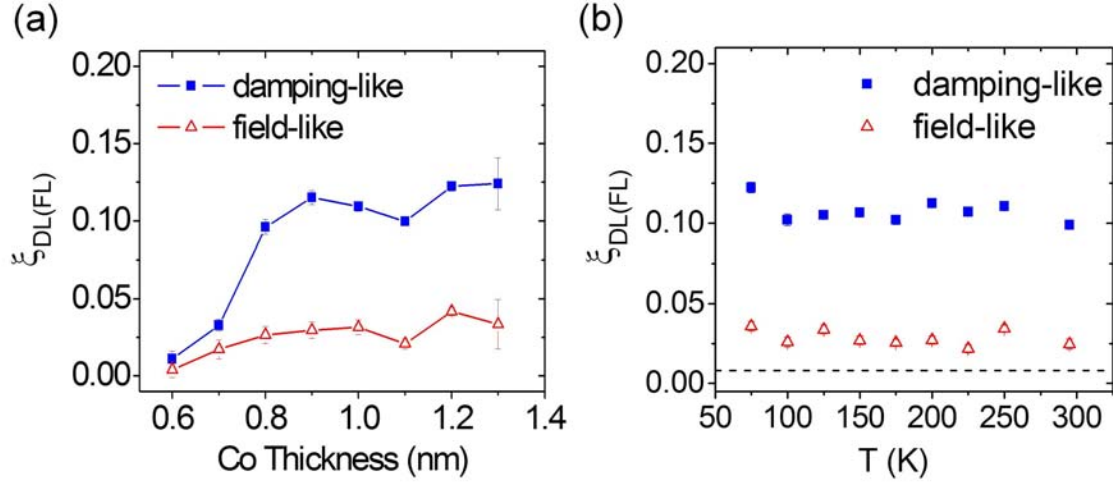 (a)
0.20
0.15
0.10
0.05
0.00
ξDL(FL)
damping-like
field-like
0.6 0.8 1.0 1.2 1.4
Co Thickness (nm)
(b)
0.20
0.15
0.10
0.05
0.00
ξDL(FL)
damping-like
field-like
50 100 150 200 250 300
T (K)